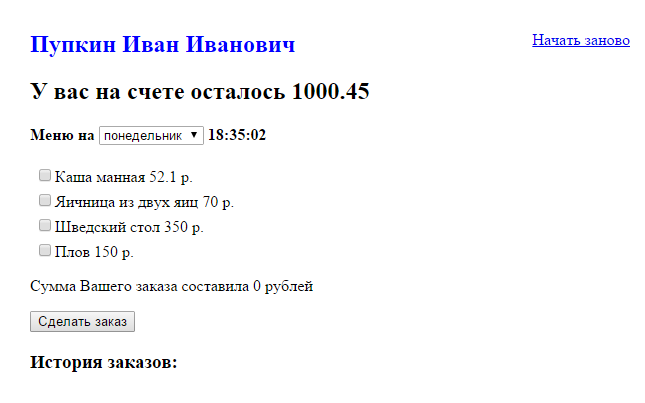 Пупкин Иван Иванович
Начать заново
У вас на счете осталось 1000.45
Меню на понедельник 18:35:02
Каша манная 52.1 р.
Яичница из двух яиц 70 р.
Шведский стол 350 р.
Плов 150 р.
Сумма Вашего заказа составила 0 рублей
Сделать заказ
История заказов: